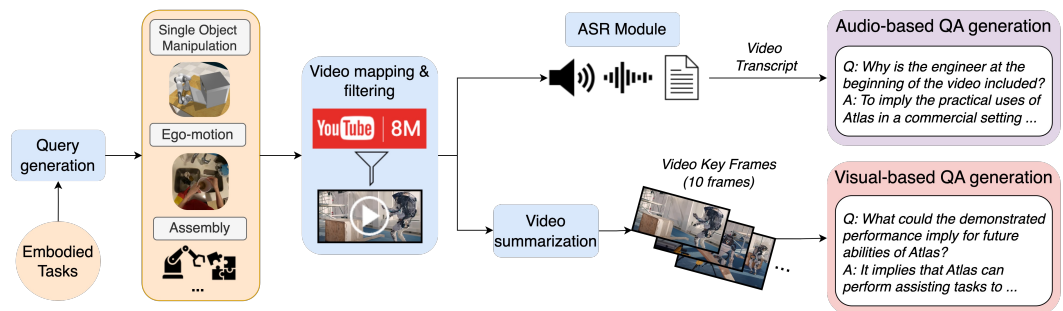 Embodied
Tasks
Query
generation
Single Object
Manipulation
Ego-motion
Assembly
...
Video mapping &
filtering
YouTube | 8M
ASR Module
Video
Transcript
Audio-based QA generation
Q: Why is the engineer at the
beginning of the video included?
A: To imply the practical uses of
Atlas in a commercial setting ...
Video
summarization
Video Key Frames
(10 frames)
...
Visual-based QA generation
Q: What could the demonstrated
performance imply for future
abilities of Atlas?
A: It implies that Atlas can
perform assisting tasks to ...